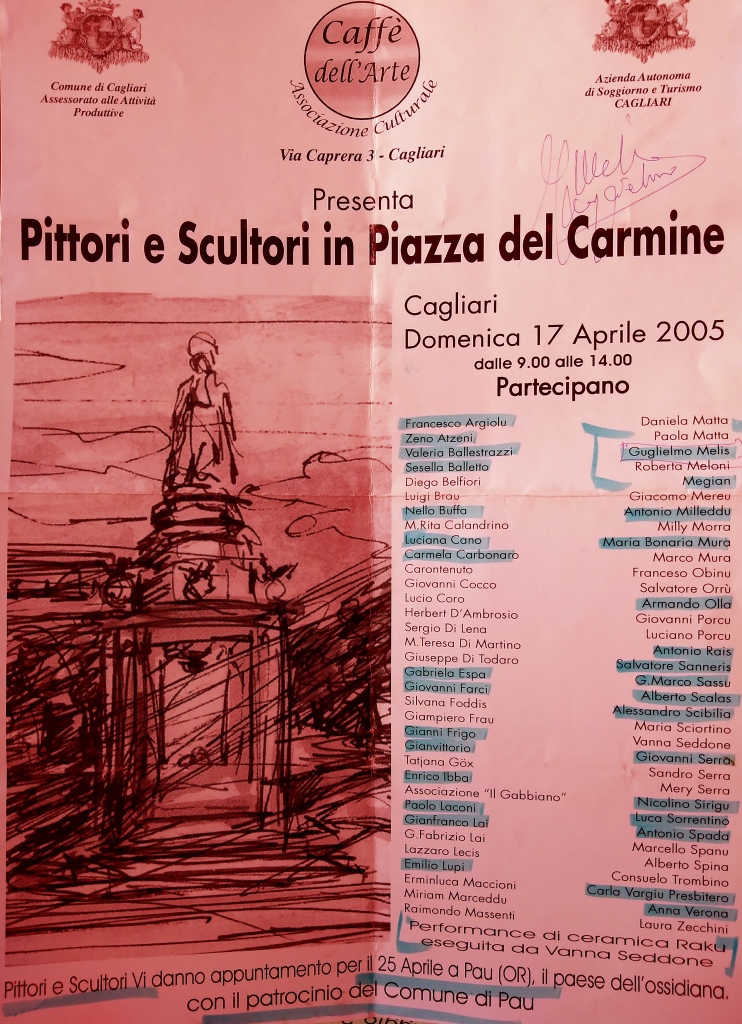 Comune di Cagliari
Assessorato alle Attività
Produttive
Caffè
dell'Arte
Associazione Culturale
Via Caprera 3 - Cagliari
Azienda Autonoma
di Soggiorno e Turismo
CAGLIARI
Presenta
Pittori e Scultori in Piazza del Carmine
Cagliari
Domenica 17 Aprile 2005
dalle 9.00 alle 14.00
Partecipano
Francesco Argiolu
Zeno Atzeni
Valeria Ballestrazzi
Sesella Balletto
Diego Belfiori
Luigi Brau
Nello Buffa
M.Rita Calandrino
Luciana Cano
Carmela Carbonaro
Carontenuto
Giovanni Cocco
Lucio Coro
Herbert D'Ambrosio
Sergio Di Lena
M.Teresa Di Martino
Giuseppe Di Todaro
Gabriela Espa
Giovanni Farci
Silvana Foddis
Giampiero Frau
Gianni Frigo
Gianvittorio
Tatjana Göx
Enrico Ibba
Associazione "Il Gabbiano"
Paolo Laconi
Gianfranco Lai
G.Fabrizio Lai
Lazzaro Lecis
Emilio Lupi
Erminluca Maccioni
Miriam Marceddu
Raimondo Massenti
Daniela Matta
Paola Matta
Guglielmo Melis
Roberta Meloni
Megian
Giacomo Mereu
Antonio Milleddu
Milly Morra
Maria Bonaria Mura
Marco Mura
Franceso Obinu
Salvatore Orrù
Armando Olla
Giovanni Porcu
Luciano Porcu
Antonio Rais
Salvatore Sanneris
G.Marco Sassu
Alberto Scalas
Alessandro Scibilia
Maria Sciortino
Vanna Seddone
Giovanni Serra
Sandro Serra
Mery Serra
Nicolino Sirigu
Luca Sorrentino
Antonio Spada
Marcello Spanu
Alberto Spina
Consuelo Trombino
Carla Vargiu Presbitero
Anna Verona
Laura Zecchini
Performance di ceramica Raku
eseguita da Vanna Seddone
Pittori e Scultori Vi danno appuntamento per il 25 Aprile a Pau (OR), il paese dell'ossidiana.
con il patrocinio del Comune di Pau